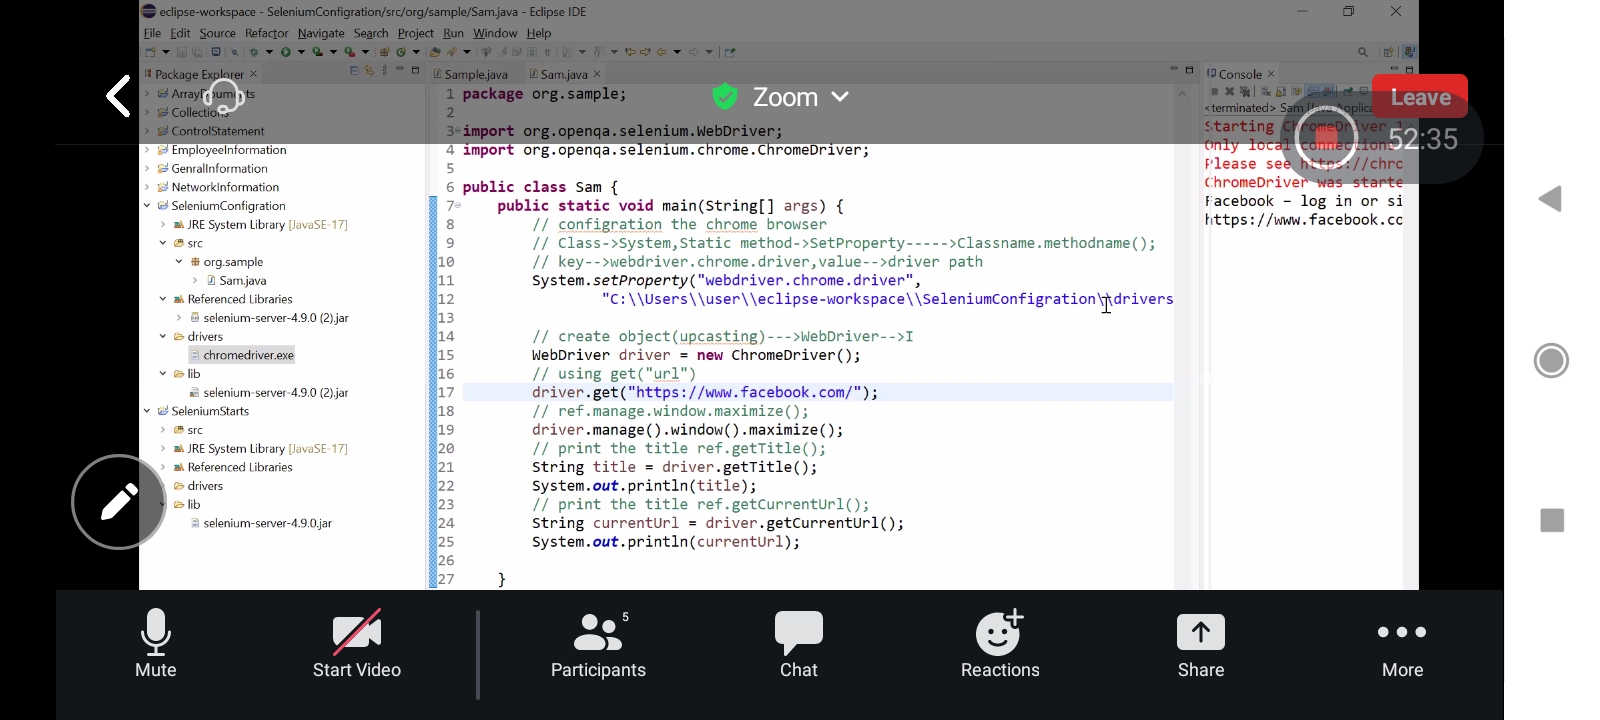 eclipse-workspace - SeleniumConfigration/src/org/sample/Sam.java - Eclipse IDE
File Edit Source Refactor Navigate Search Project Run Window Help
Package Explorer
Collection
ControlStatement
EmployeeInformation
GenralInformation
NetworkInformation
SeleniumConfigration
JRE System Library [JavaSE-17]
src
org.sample
Sam.java
Referenced Libraries
selenium-server-4.9.0 (2).jar
drivers
chromedriver.exe
lib
selenium-server-4.9.0 (2).jar
SeleniumStarts
src
JRE System Library [JavaSE-17]
Referenced Libraries
drivers
lib
selenium-server-4.9.0.jar
Sample.java Sam.java
1 package org.sample;
2
3 import org.openqa.selenium.WebDriver;
4 import org.openqa.selenium.chrome.ChromeDriver;
5
6 public class Sam {
7 public static void main(String[] args) {
8 // configration the chrome browser
9 // Class->System,Static method->SetProperty----->Classname.methodname();
10 // key-->webdriver.chrome.driver,value-->driver path
11 System.setProperty("webdriver.chrome.driver",
12 "C:\\Users\\user\\eclipse-workspace\\SeleniumConfigration\\drivers
13
14 // create object(upcasting)--->WebDriver-->I
15 WebDriver driver = new ChromeDriver();
16 // using get("url")
17 driver.get("https://www.facebook.com/");
18 // ref.manage.window.maximize();
19 driver.manage().window().maximize();
20 // print the title ref.getTitle();
21 String title = driver.getTitle();
22 System.out.println(title);
23 // print the title ref.getCurrentUrl();
24 String currentUrl = driver.getCurrentUrl();
25 System.out.println(currentUrl);
26
27 }
Console
<terminated> Sam [Java Applica
Starting ChromeDriver
Only local connections
Please see https://chrc
ChromeDriver was starte
Facebook – log in or si
https://www.facebook.cc
Zoom
Leave
52:35
Mute
Start Video
5
Participants
Chat
Reactions
Share
More